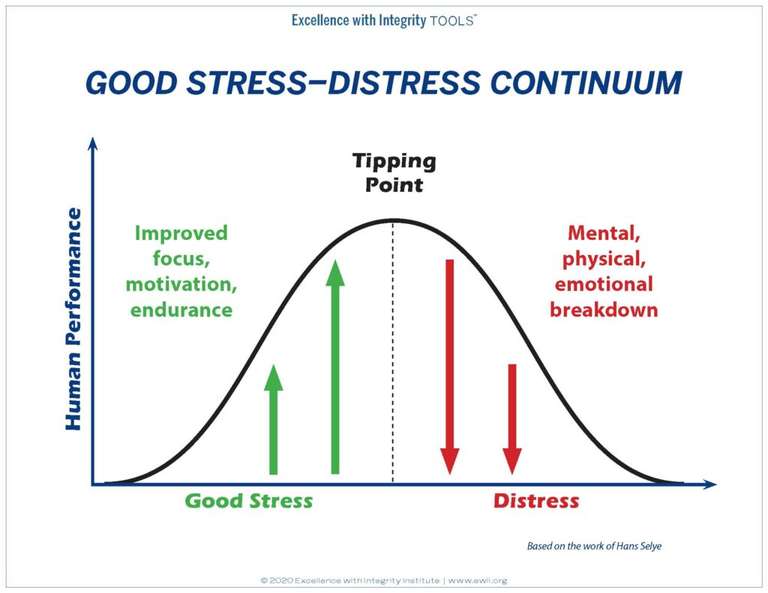 Excellence with Integrity TOOLS™
GOOD STRESS–DISTRESS CONTINUUM
Tipping
Point
Improved
focus,
motivation,
endurance
Mental,
physical,
emotional
breakdown
Human Performance
Good Stress
Distress
Based on the work of Hans Selye
© 2020 Excellence with Integrity Institute | www.ewii.org